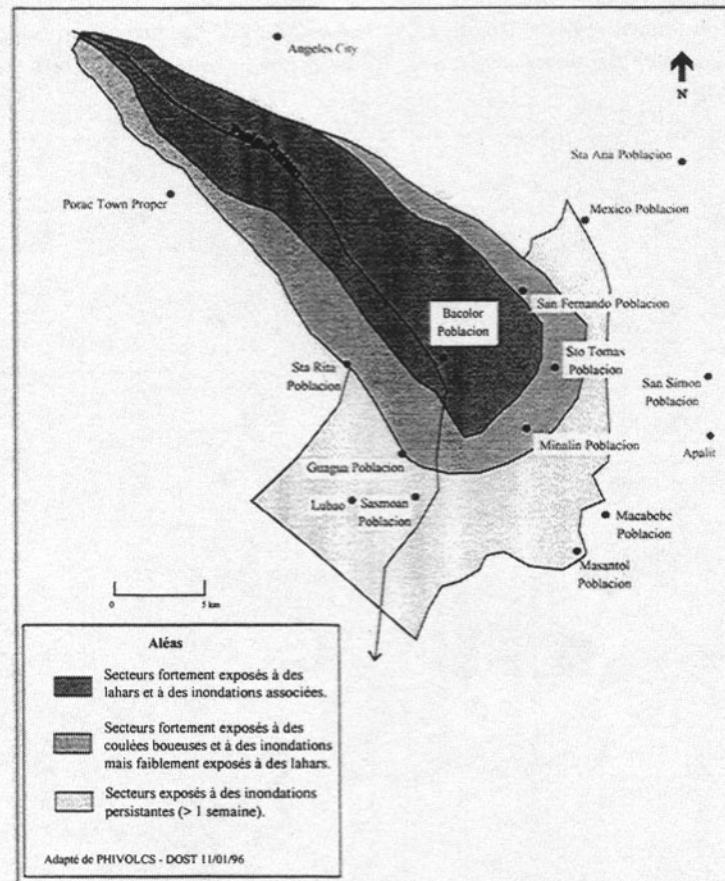 Angeles City
N
Sta Ana Poblacion
Porac Town Proper
Mexico Poblacion
Bacolor
Poblacion
San Fernando Poblacion
Sta Rita
Poblacion
Sto Tomas
Poblacion
San Simon
Poblacion
Minalin Poblacion
Apalit
Guagua Poblacion
Lubao
Sasmoan
Poblacion
Macabebe
Poblacion
Masantol
Poblacion
0
5 km
Aléas
Secteurs fortement exposés à des
lahars et à des inondations associées.
Secteurs fortement exposés à des
coulées boueuses et à des inondations
mais faiblement exposés à des lahars.
Secteurs exposés à des inondations
persistantes (> 1 semaine).
Adapté de PHIVOLCS - DOST 11/01/96